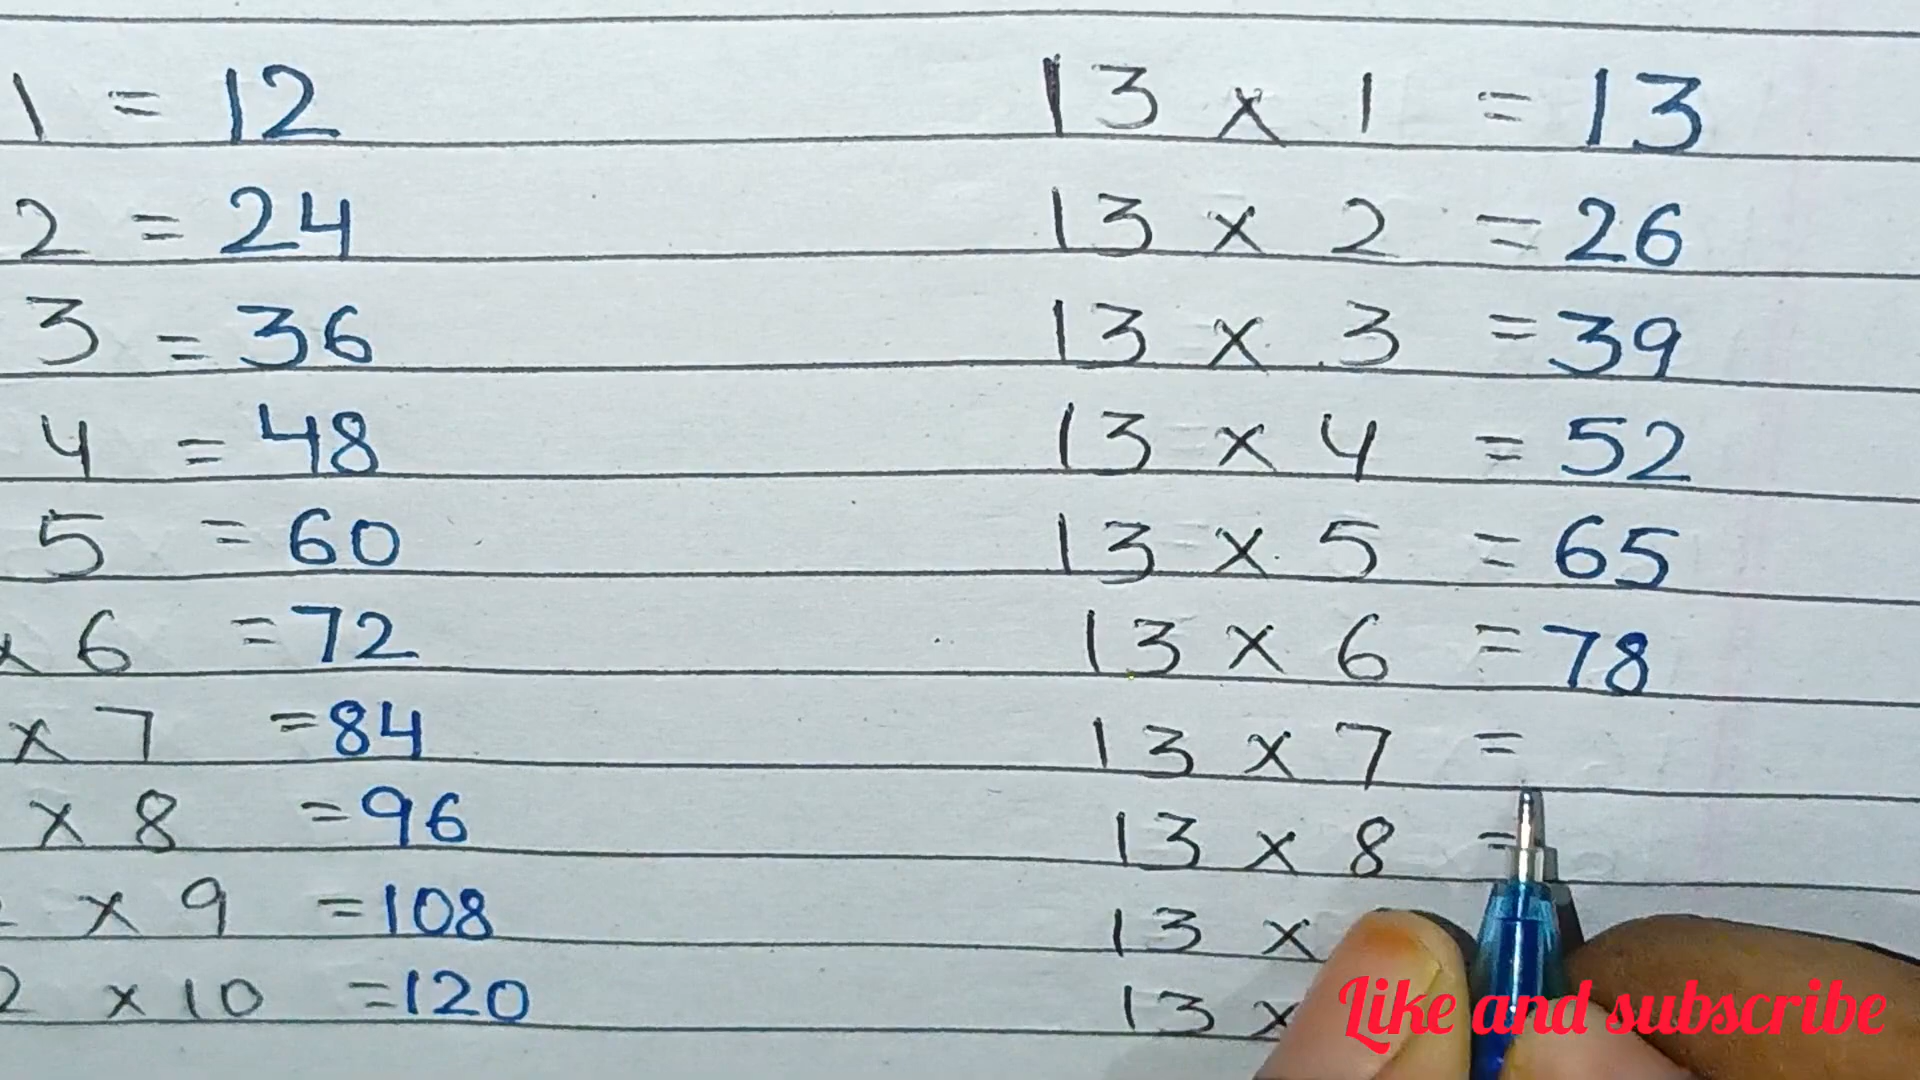 1 = 12
2 = 24
3 = 36
4 = 48
5 = 60
x 6 = 72
x 7 = 84
x 8 = 96
x 9 = 108
2 x 10 = 120
13 x 1 = 13
13 x 2 = 26
13 x 3 = 39
13 x 4 = 52
13 x 5 = 65
13 x 6 = 78
13 x 7 =
13 x 8 =
13 x
13 x
Like and subscribe